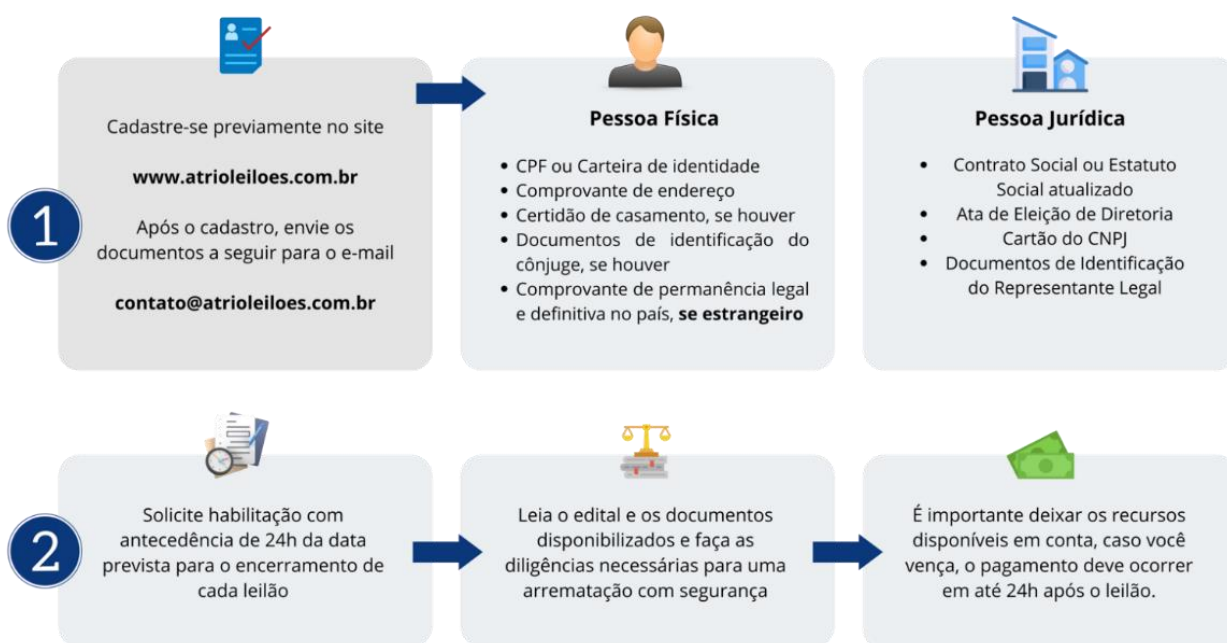 1
Cadastre-se previamente no site
www.atrioleiloes.com.br
Após o cadastro, envie os
documentos a seguir para o e-mail
contato@atrioleiloes.com.br
Pessoa Física
• CPF ou Carteira de identidade
• Comprovante de endereço
• Certidão de casamento, se houver
• Documentos de identificação do
cônjuge, se houver
• Comprovante de permanência legal
e definitiva no país, se estrangeiro
Pessoa Jurídica
• Contrato Social ou Estatuto
Social atualizado
• Ata de Eleição de Diretoria
• Cartão do CNPJ
• Documentos de Identificação
do Representante Legal
2
Solicite habilitação com
antecedência de 24h da data
prevista para o encerramento de
cada leilão
Leia o edital e os documentos
disponibilizados e faça as
diligências necessárias para uma
arrematação com segurança
É importante deixar os recursos
disponíveis em conta, caso você
vença, o pagamento deve ocorrer
em até 24h após o leilão.